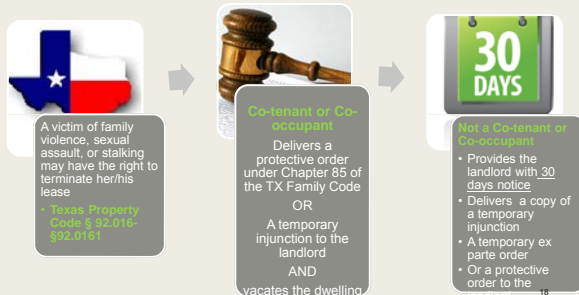 A victim of family
violence, sexual
assault, or stalking
may have the right to
terminate her/his
lease
• Texas Property
Code § 92.016-
§92.0161
Co-tenant or Co-
occupant
Delivers a
protective order
under Chapter 85 of
the TX Family Code
OR
A temporary
injunction to the
landlord
AND
vacates the dwelling
30
DAYS
Not a Co-tenant or
Co-occupant
• Provides the
landlord with 30
days notice
• Delivers a copy of
a temporary
injunction
• A temporary ex
parte order
• Or a protective
order to the
18